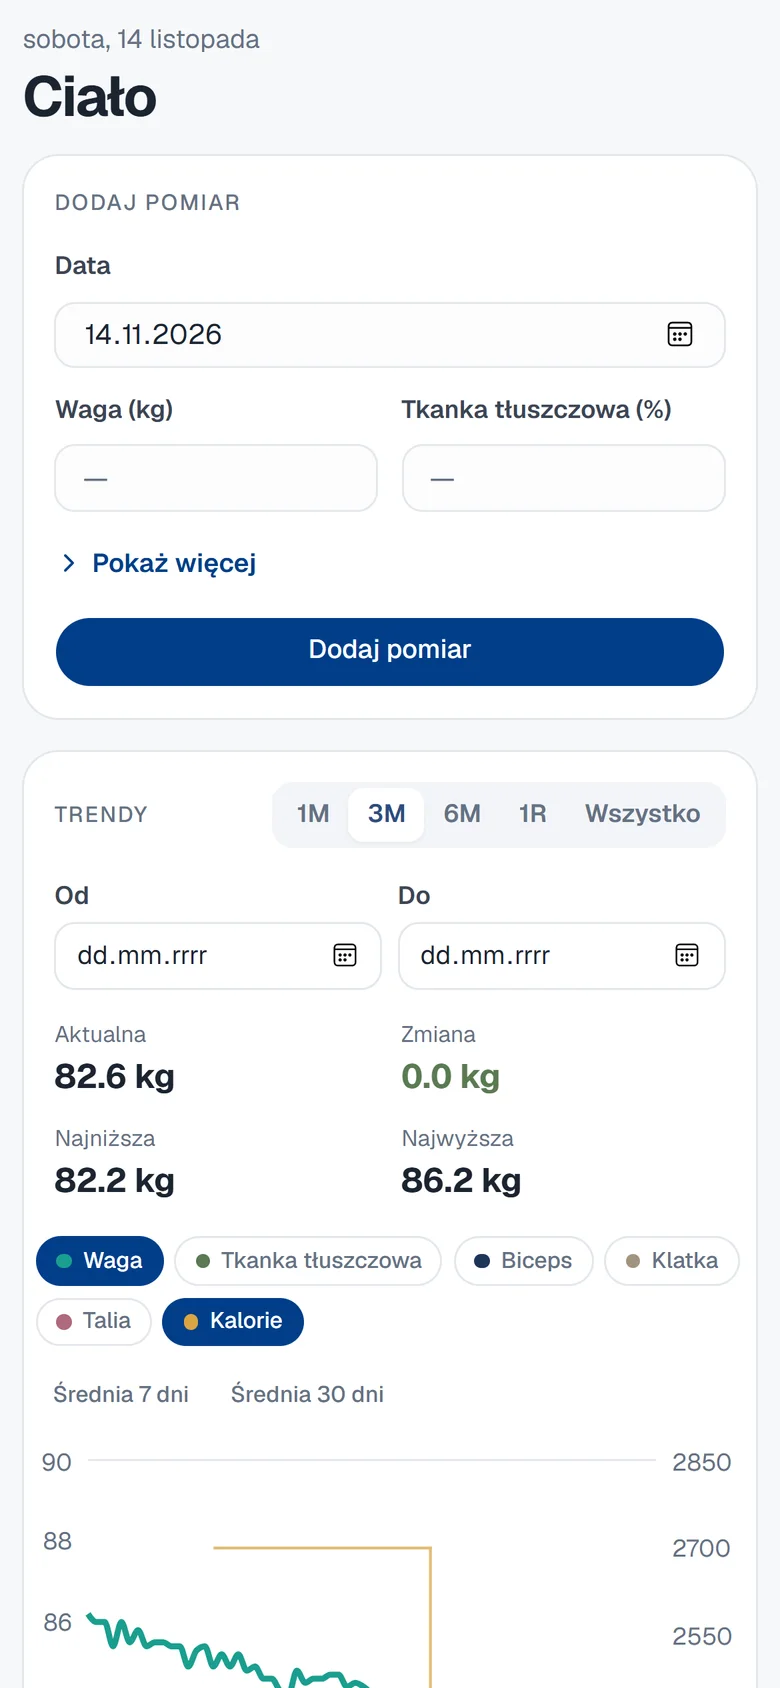 sobota, 14 listopada
Ciało
DODAJ POMIAR
Data
14.11.2026
Waga (kg) Tkanka tłuszczowa (%)
— —
Pokaż więcej
Dodaj pomiar
TRENDY 1M 3M 6M 1R Wszystko
Od Do
dd.mm.rrrr dd.mm.rrrr
Aktualna Zmiana
82.6 kg 0.0 kg
Najniższa Najwyższa
82.2 kg 86.2 kg
Waga Tkanka tłuszczowa Biceps Klatka
Talia Kalorie
Średnia 7 dni Średnia 30 dni
90 2850
88 2700
86 2550